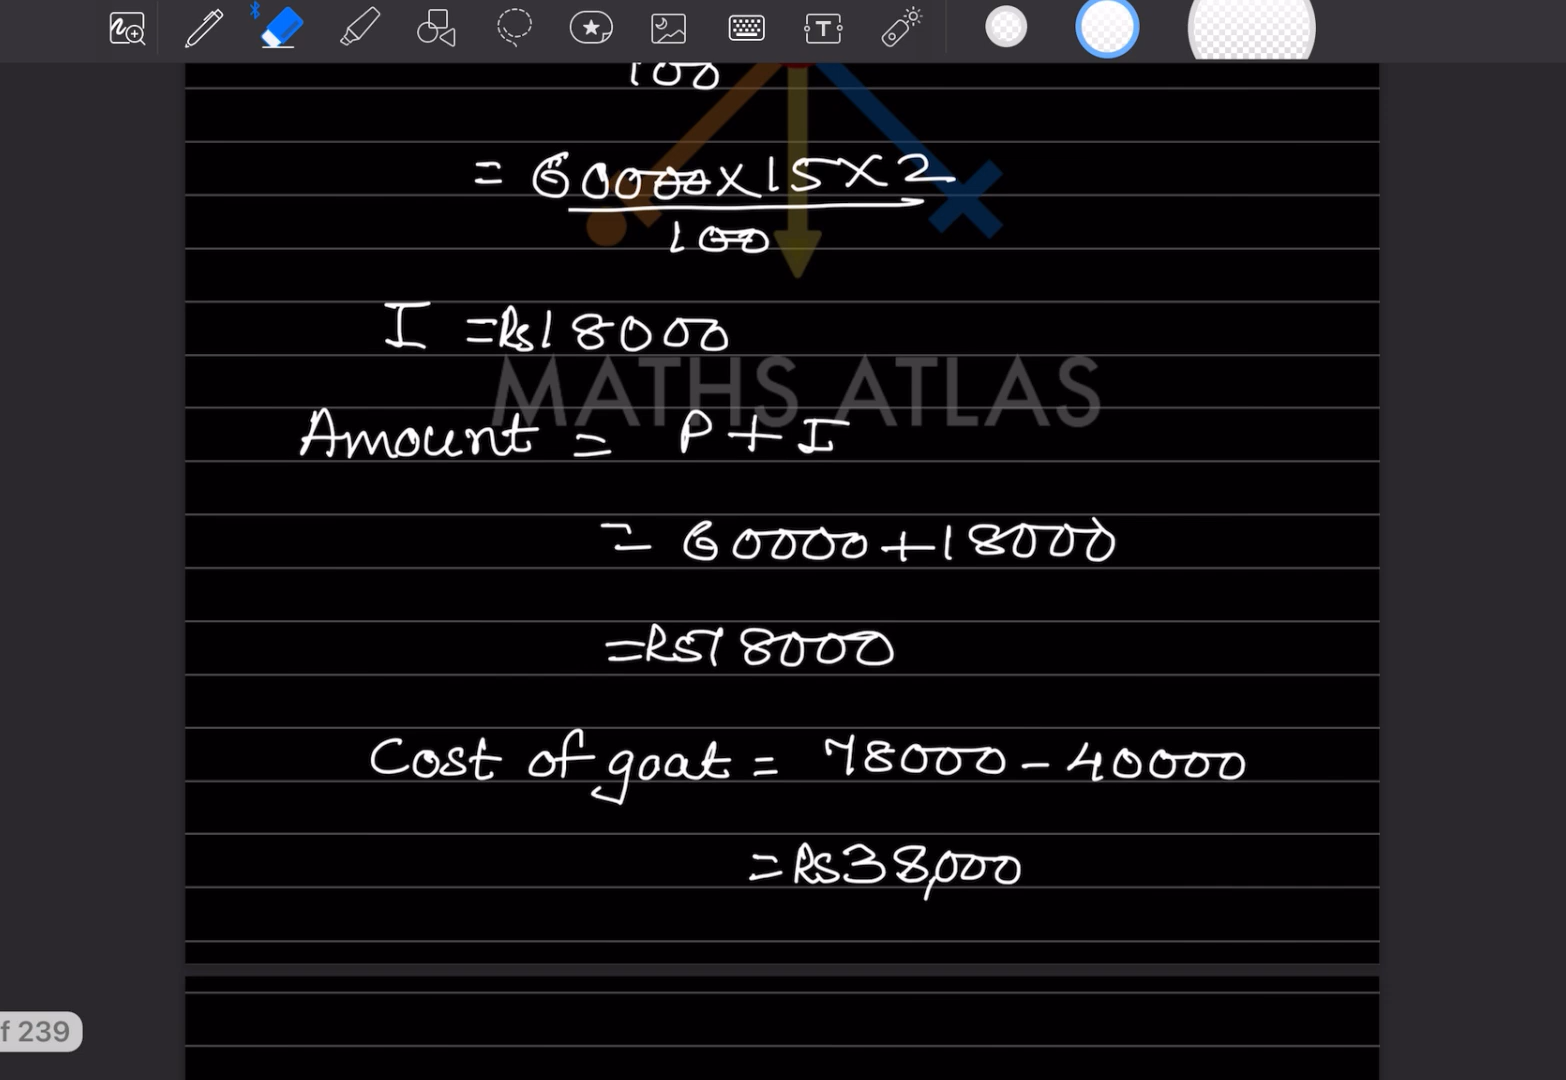 100
= 60000×15×2
100
I =Rs18000
MATHS ATLAS
Amount = P+I
= 60000+18000
=Rs78000
Cost of goat = 78000-40000
=Rs38,000
f 239